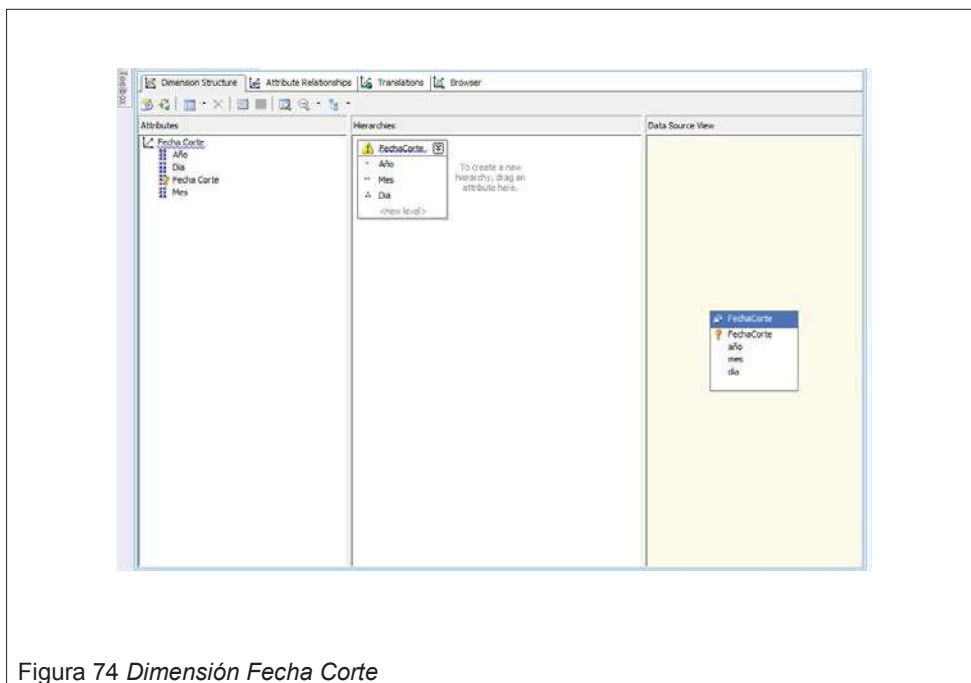 Toolbox
Dimension Structure Attribute Relationships Translations Browser
Attributes
Fecha Corte
Año
Dia
Fecha Corte
Mes
Hierarchies
FechaCorte.
Año
Mes
Dia
<new level>
To create a new
hierarchy, drag an
attribute here.
Data Source View
FechaCorte
FechaCorte
año
mes
dia
Figura 74 Dimensión Fecha Corte